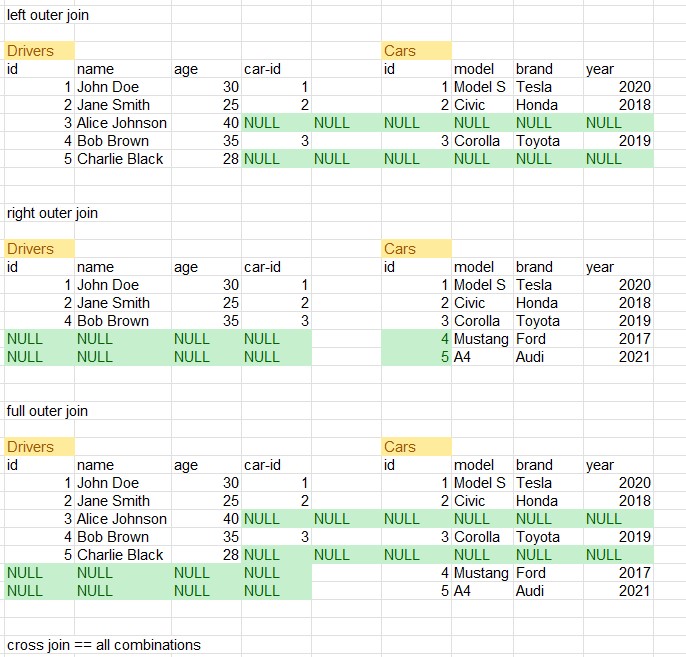 left outer join
Drivers Cars
id name age car-id id model brand year
1 John Doe 30 1 1 Model S Tesla 2020
2 Jane Smith 25 2 2 Civic Honda 2018
3 Alice Johnson 40 NULL NULL NULL NULL NULL NULL
4 Bob Brown 35 3 3 Corolla Toyota 2019
5 Charlie Black 28 NULL NULL NULL NULL NULL NULL
right outer join
Drivers Cars
id name age car-id id model brand year
1 John Doe 30 1 1 Model S Tesla 2020
2 Jane Smith 25 2 2 Civic Honda 2018
4 Bob Brown 35 3 3 Corolla Toyota 2019
NULL NULL NULL NULL 4 Mustang Ford 2017
NULL NULL NULL NULL 5 A4 Audi 2021
full outer join
Drivers Cars
id name age car-id id model brand year
1 John Doe 30 1 1 Model S Tesla 2020
2 Jane Smith 25 2 2 Civic Honda 2018
3 Alice Johnson 40 NULL NULL NULL NULL NULL NULL
4 Bob Brown 35 3 3 Corolla Toyota 2019
5 Charlie Black 28 NULL NULL NULL NULL NULL NULL
NULL NULL NULL NULL 4 Mustang Ford 2017
NULL NULL NULL NULL 5 A4 Audi 2021
cross join == all combinations